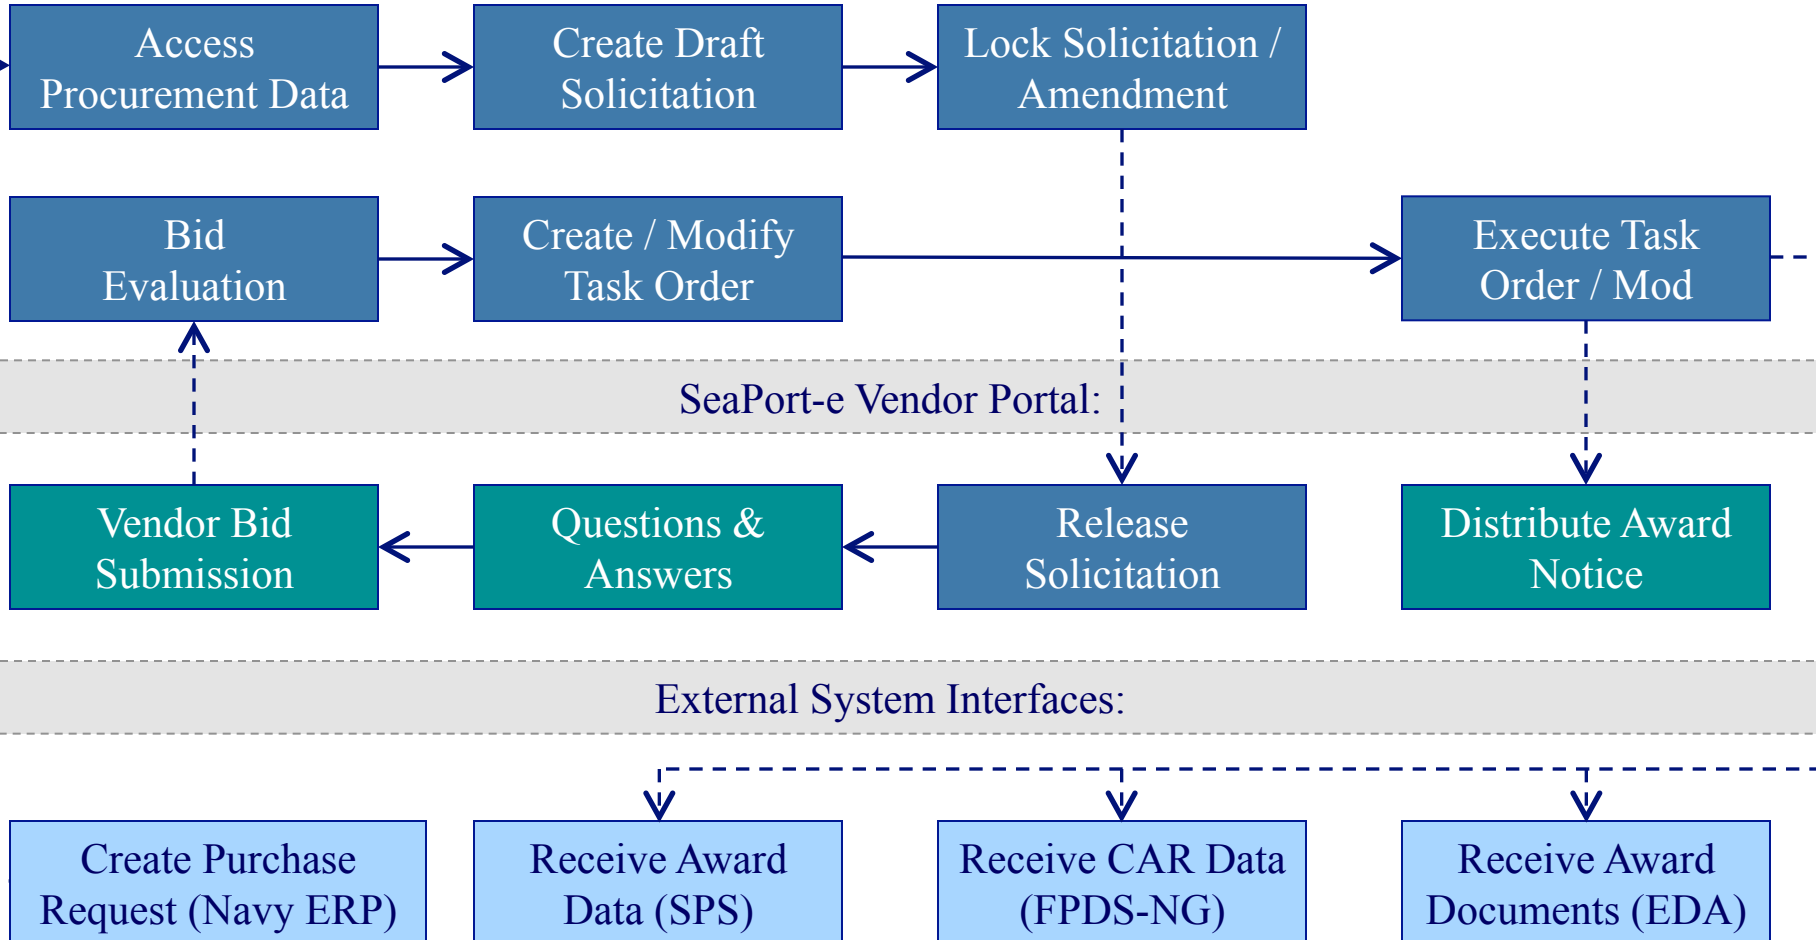 Access
Procurement Data
Create Draft
Solicitation
Lock Solicitation /
Amendment
Bid
Evaluation
Create / Modify
Task Order
Execute Task
Order / Mod
SeaPort-e Vendor Portal:
Vendor Bid
Submission
Questions &
Answers
Release
Solicitation
Distribute Award
Notice
External System Interfaces:
Create Purchase
Request (Navy ERP)
Receive Award
Data (SPS)
Receive CAR Data
(FPDS-NG)
Receive Award
Documents (EDA)